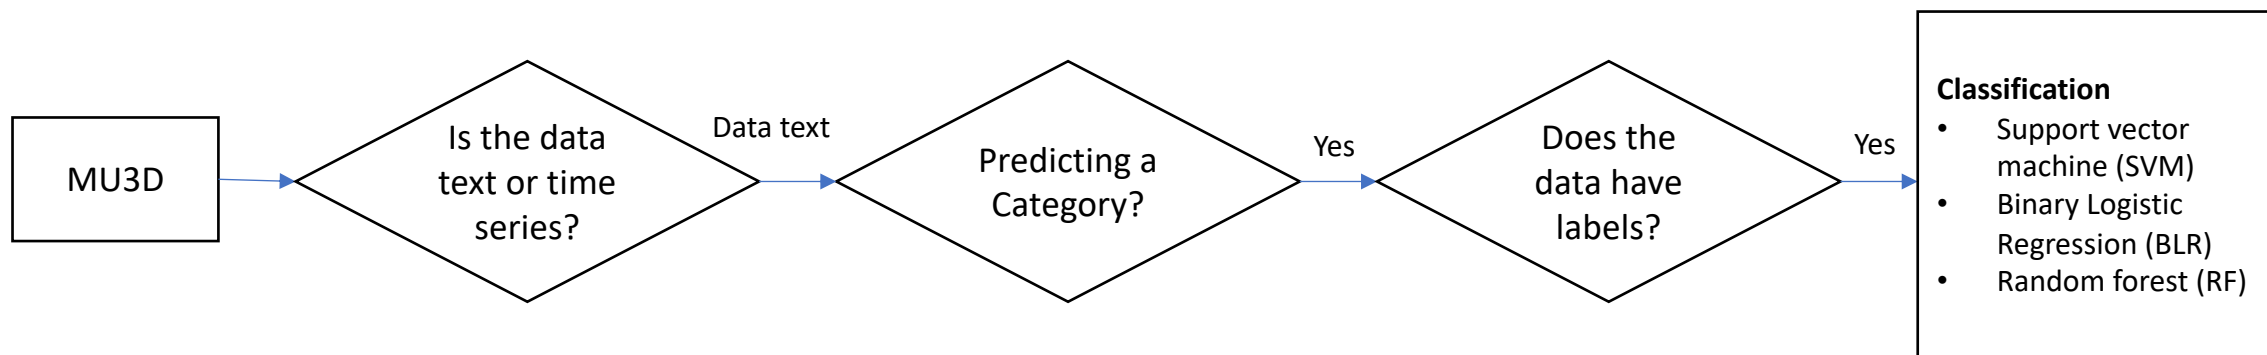 MU3D
Is the data
text or time
series?
Data text
Predicting a
Category?
Yes
Does the
data have
labels?
Yes
Classification
• Support vector
machine (SVM)
• Binary Logistic
Regression (BLR)
• Random forest (RF)